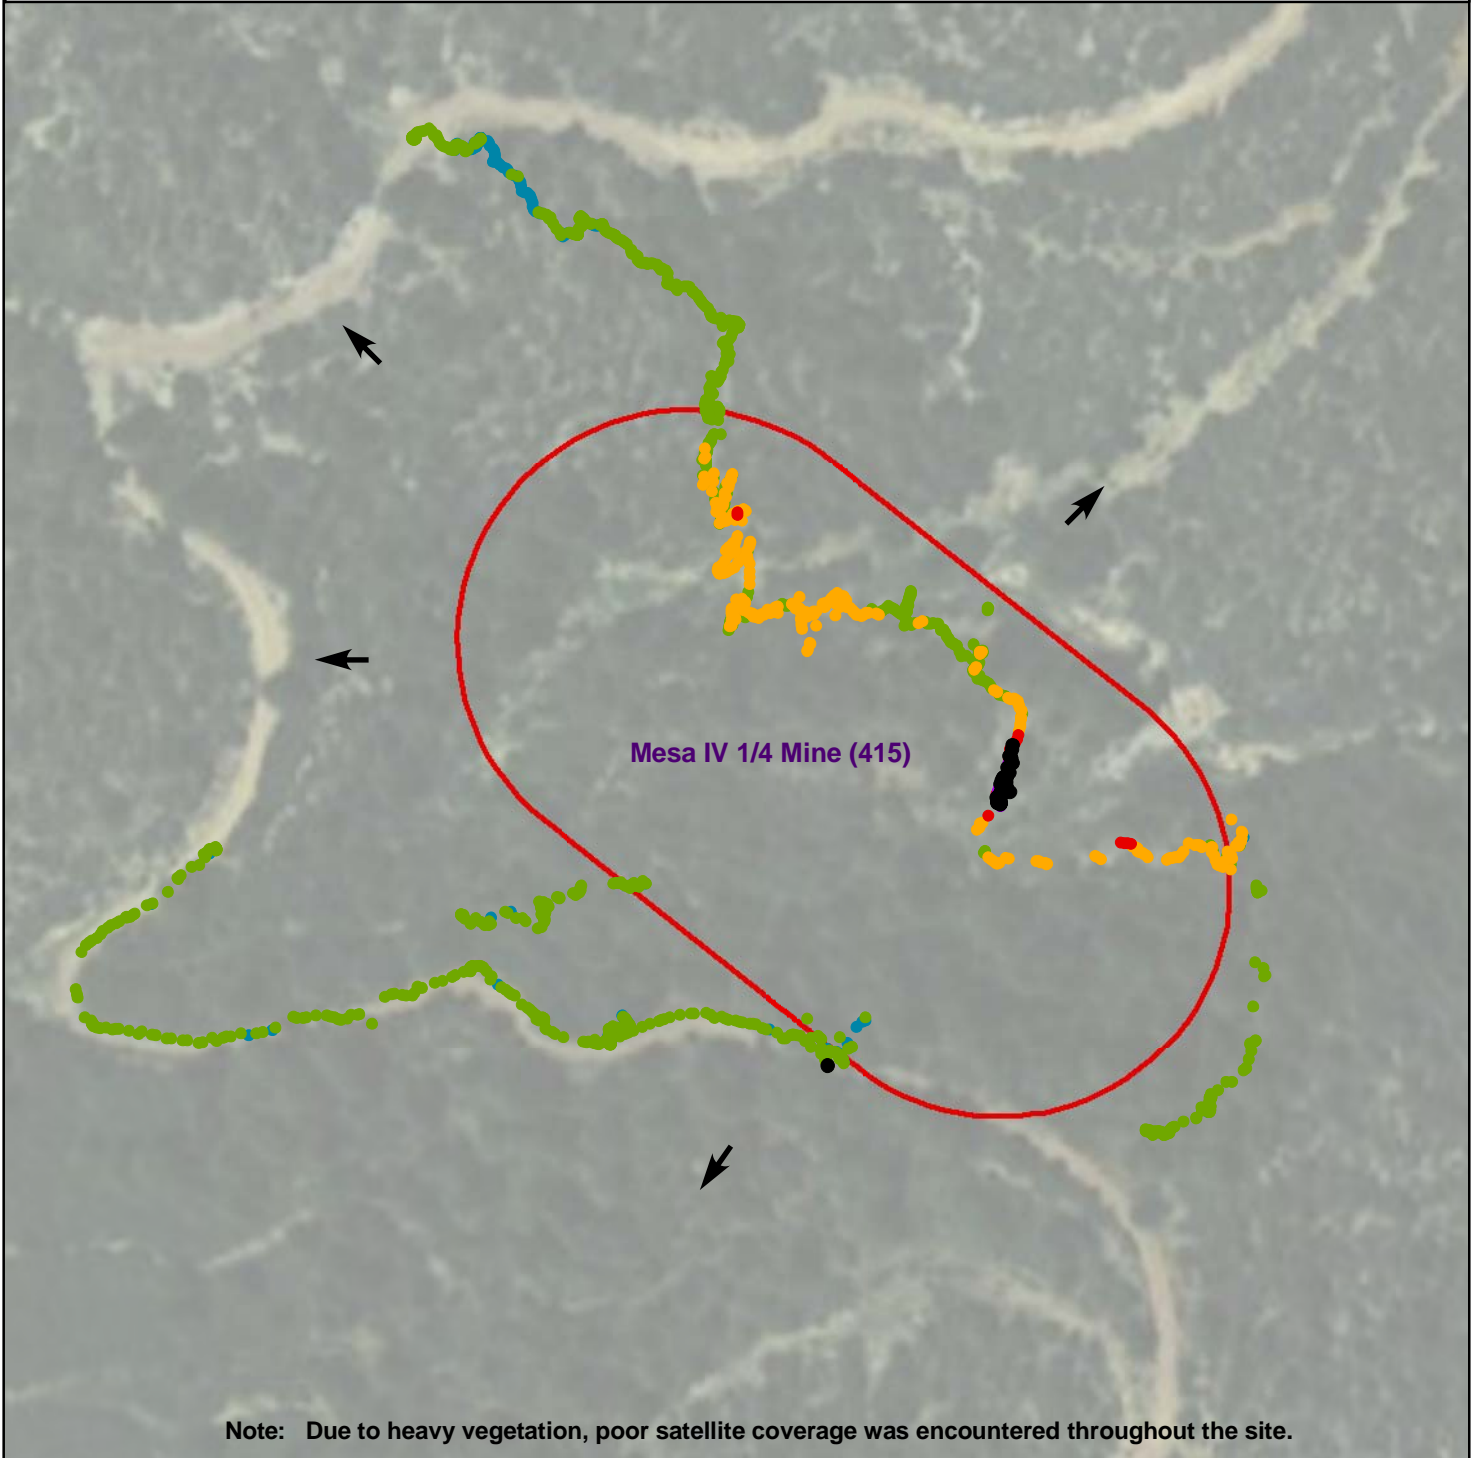 Mesa IV 1/4 Mine (415)
Note: Due to heavy vegetation, poor satellite coverage was encountered throughout the site.